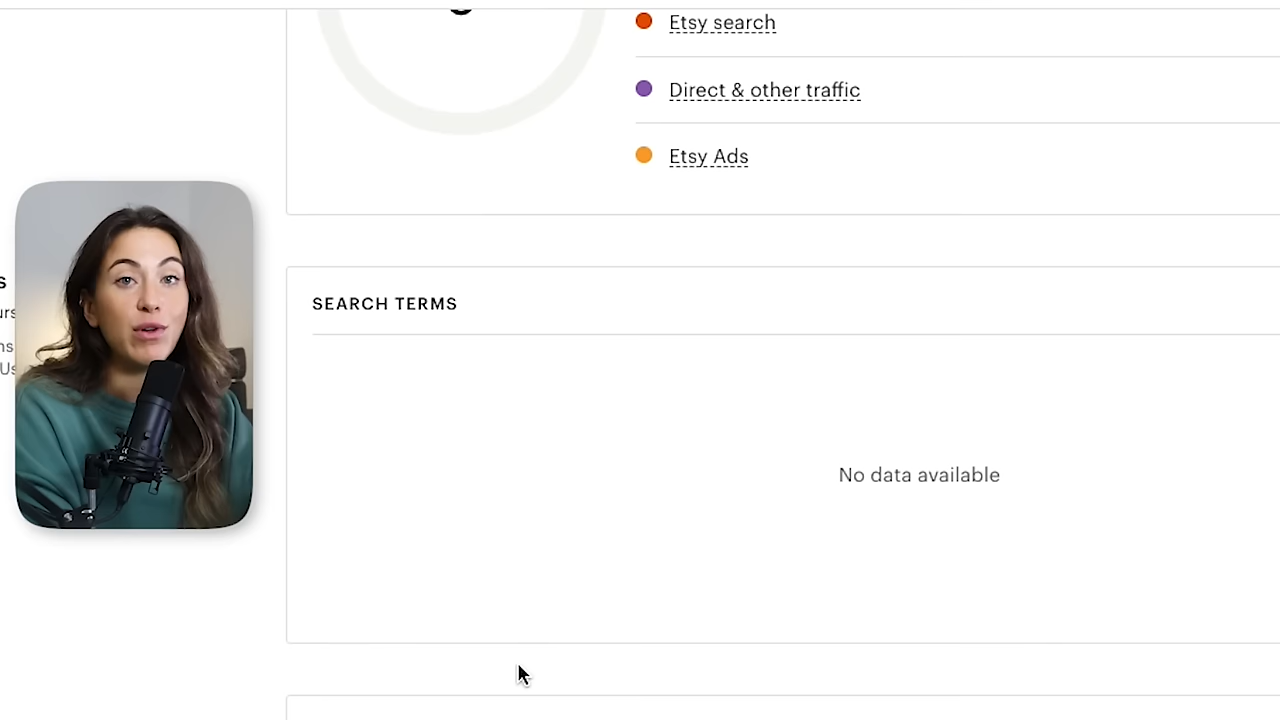 Etsy search
Direct & other traffic
Etsy Ads
SEARCH TERMS
No data available